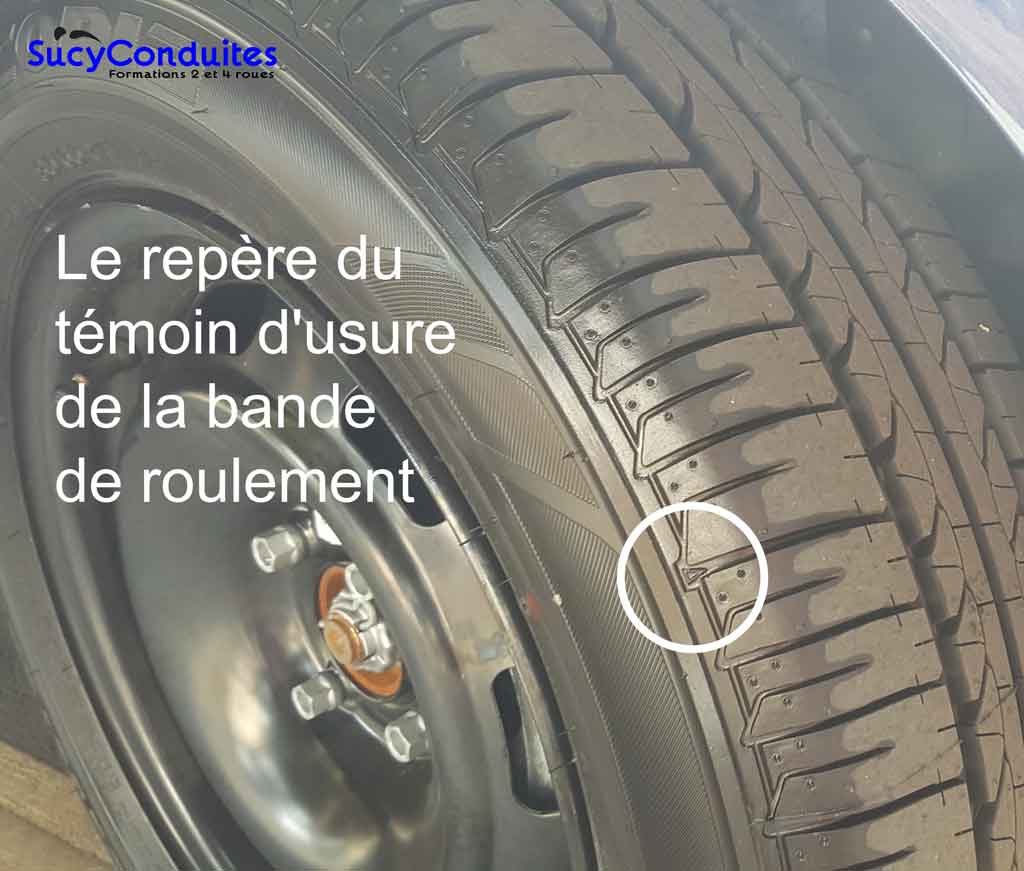 SucyConduites
Formations 2 et 4 roues
Le repère du
témoin d'usure
de la bande
de roulement